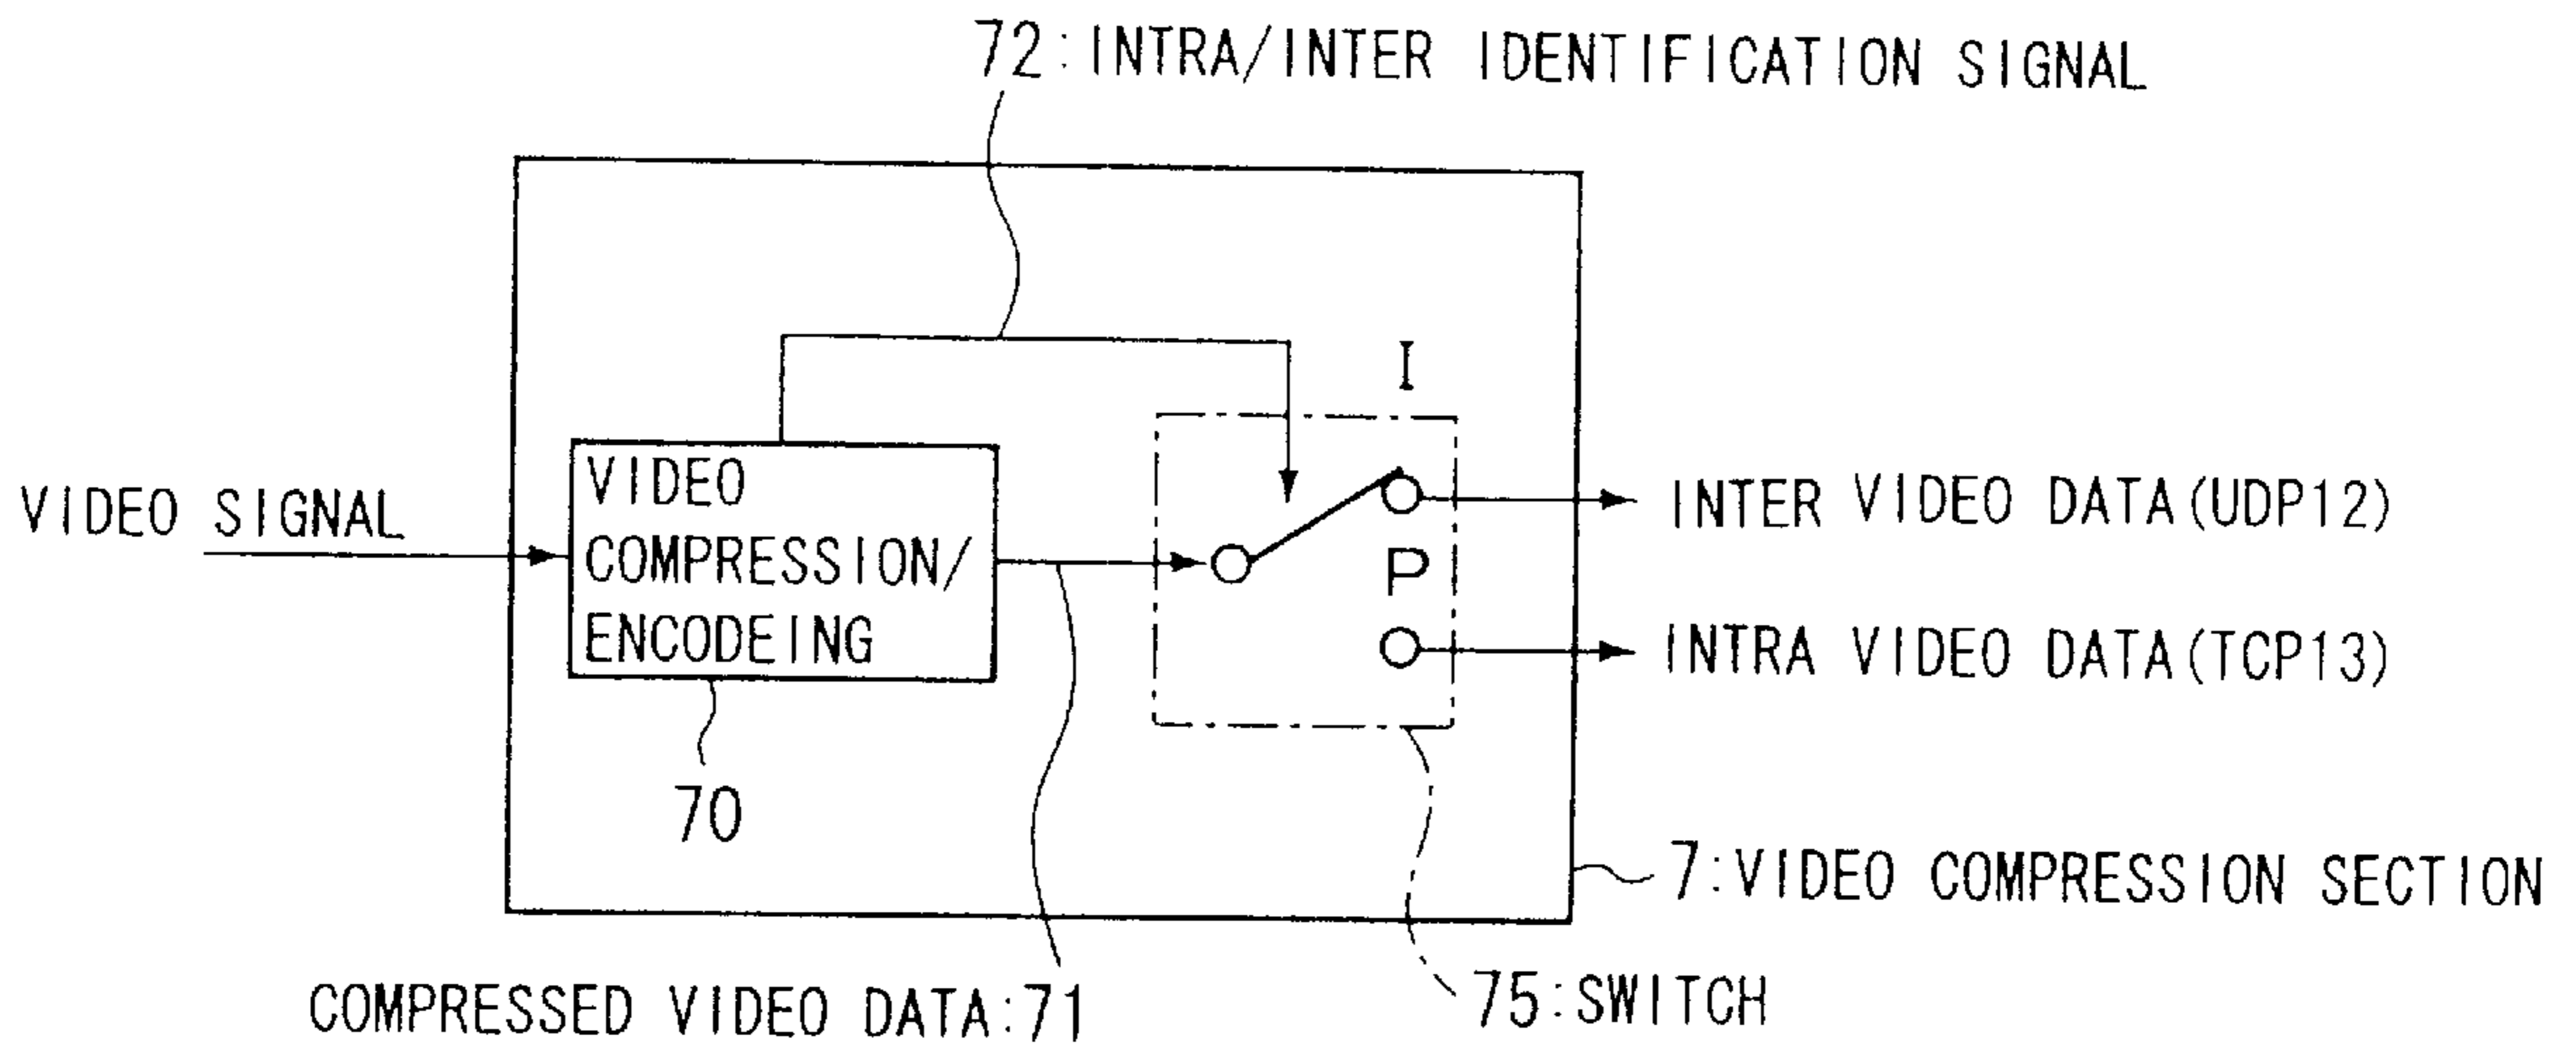 72:INTRA/INTER IDENTIFICATION SIGNAL
I
VIDEO SIGNAL
VIDEO
COMPRESSION/
ENCODEING
INTER VIDEO DATA(UDP12)
P
INTRA VIDEO DATA(TCP13)
70
7:VIDEO COMPRESSION SECTION
COMPRESSED VIDEO DATA:71
75:SWITCH